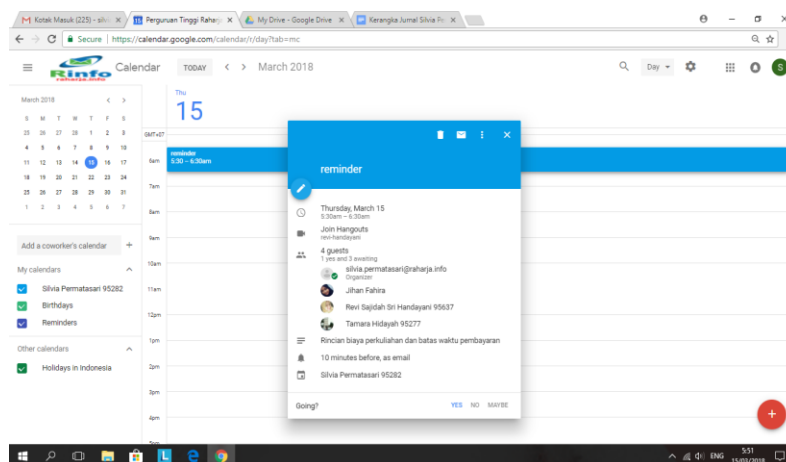 Kotak Masuk (225) - silvi
Perguruan Tinggi Raharja
My Drive - Google Drive
Kerangka Jurnal Silvia Pe
Secure | https://calendar.google.com/calendar/r/day?tab=mc
Rinfo
raharja.info
Calendar
TODAY
March 2018
Day
S
March 2018
S M T W T F S
25 26 27 28 1 2 3
4 5 6 7 8 9 10
11 12 13 14 15 16 17
18 19 20 21 22 23 24
25 26 27 28 29 30 31
1 2 3 4 5 6 7
Add a coworker's calendar +
My calendars
Silvia Permatasari 95282
Birthdays
Reminders
Other calendars
Holidays in Indonesia
Thu
15
GMT+07
reminder
5:30 – 6:30am
6am
7am
8am
9am
10am
11am
12pm
1pm
2pm
3pm
4pm
5pm
reminder
Thursday, March 15
5:30am – 6:30am
Join Hangouts
revi-handayani
4 guests
1 yes and 3 awaiting
silvia.permatasari@raharja.info
Organizer
Jihan Fahira
Revi Sajidah Sri Handayani 95637
Tamara Hidayah 95277
Rincian biaya perkuliahan dan batas waktu pembayaran
10 minutes before, as email
Silvia Permatasari 95282
Going?
YES NO MAYBE
ENG
5:51
15/03/2018